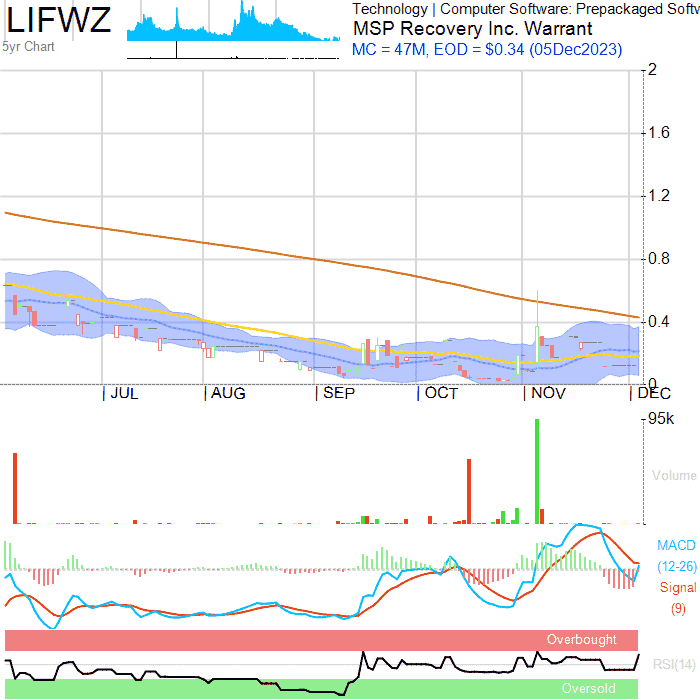 LIFWZ
5yr Chart
Technology | Computer Software: Prepackaged Softw
MSP Recovery Inc. Warrant
MC = 47M, EOD = $0.34 (05Dec2023)
2
1.6
1.2
0.8
0.4
0
JUL
AUG
SEP
OCT
NOV
DEC
95k
Volume
MACD
(12-26)
Signal
(9)
Overbought
RSI(14)
Oversold